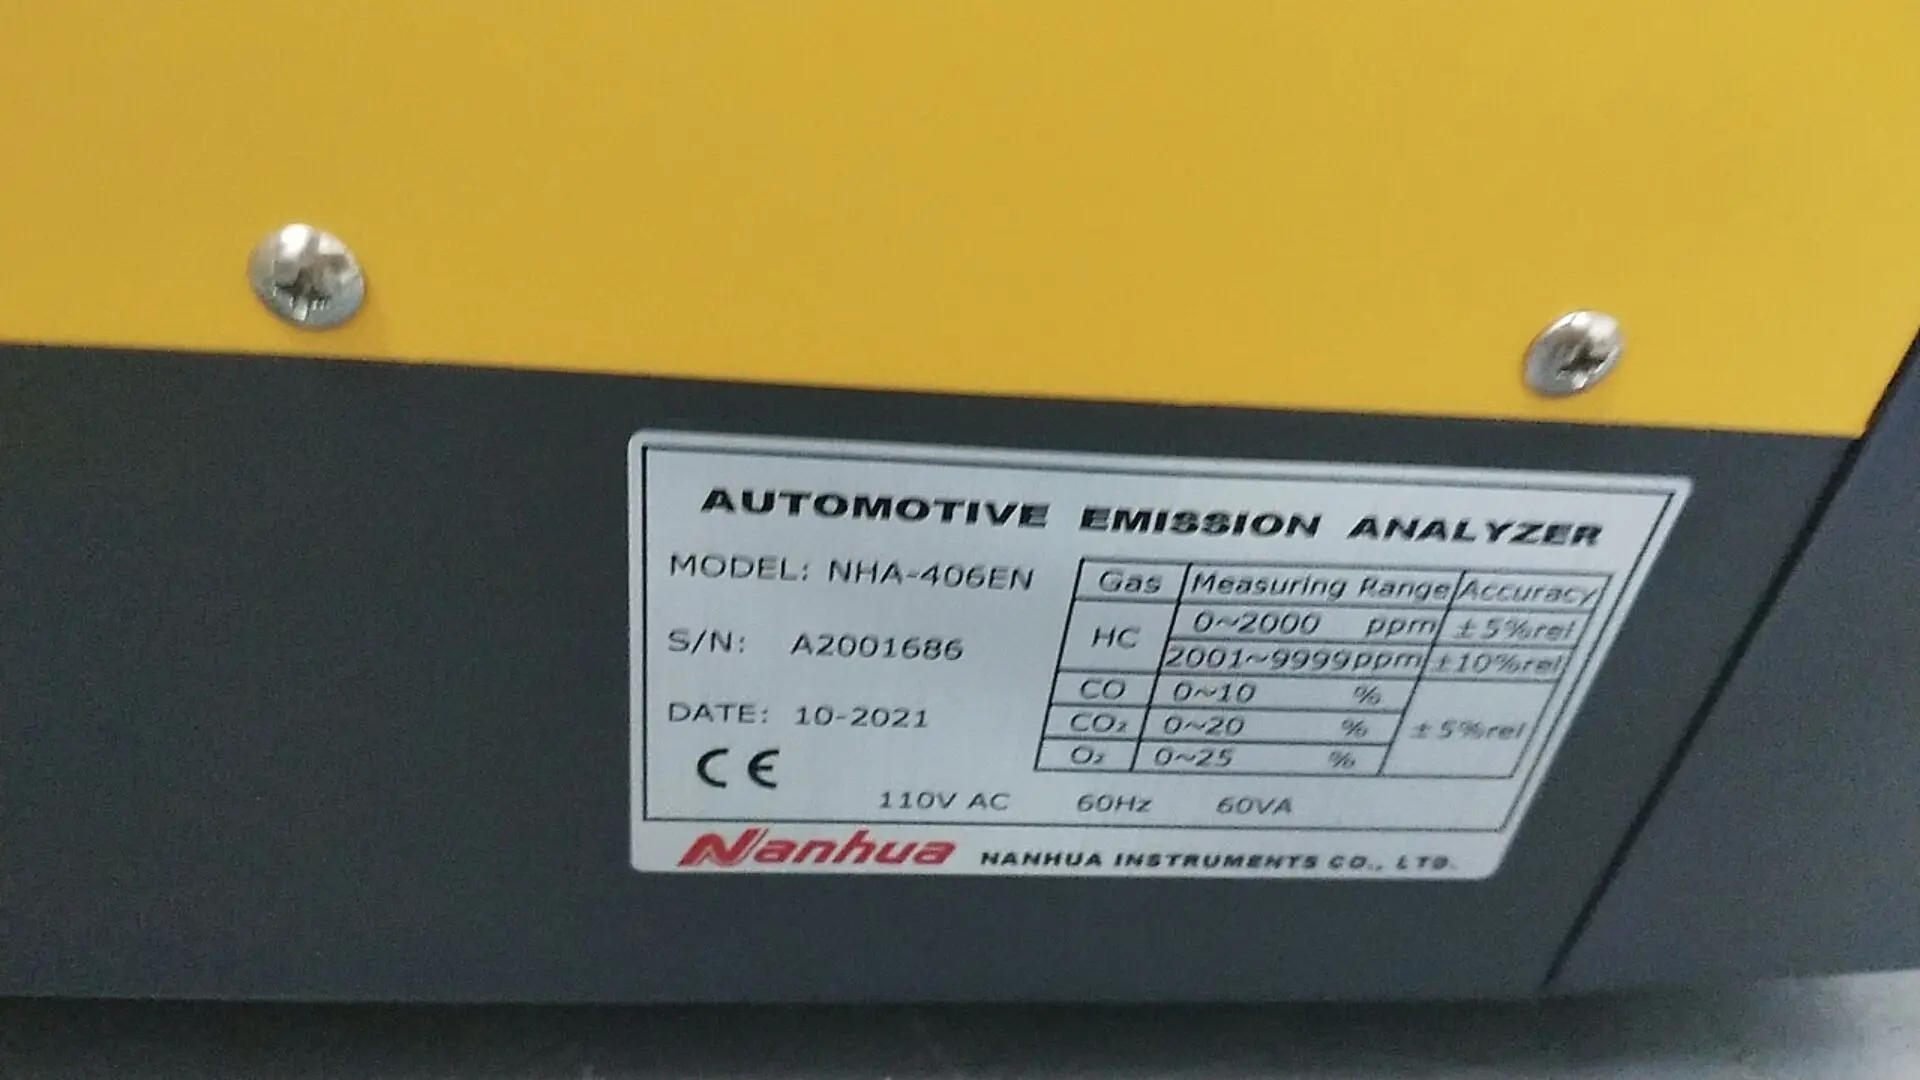 AUTOMOTIVE EMISSION ANALYZER
MODEL: NHA-406EN
S/N: A2001686
DATE: 10-2021
Gas Measuring Range Accuracy
HC 0~2000 ppm ±5%rel
2001~9999ppm ±10%rel
CO 0~10 %
CO₂ 0~20 % ±5%rel
O₂ 0~25 %
CE
110V AC 60Hz 60VA
Nanhua NANHUA INSTRUMENTS CO., LTD.